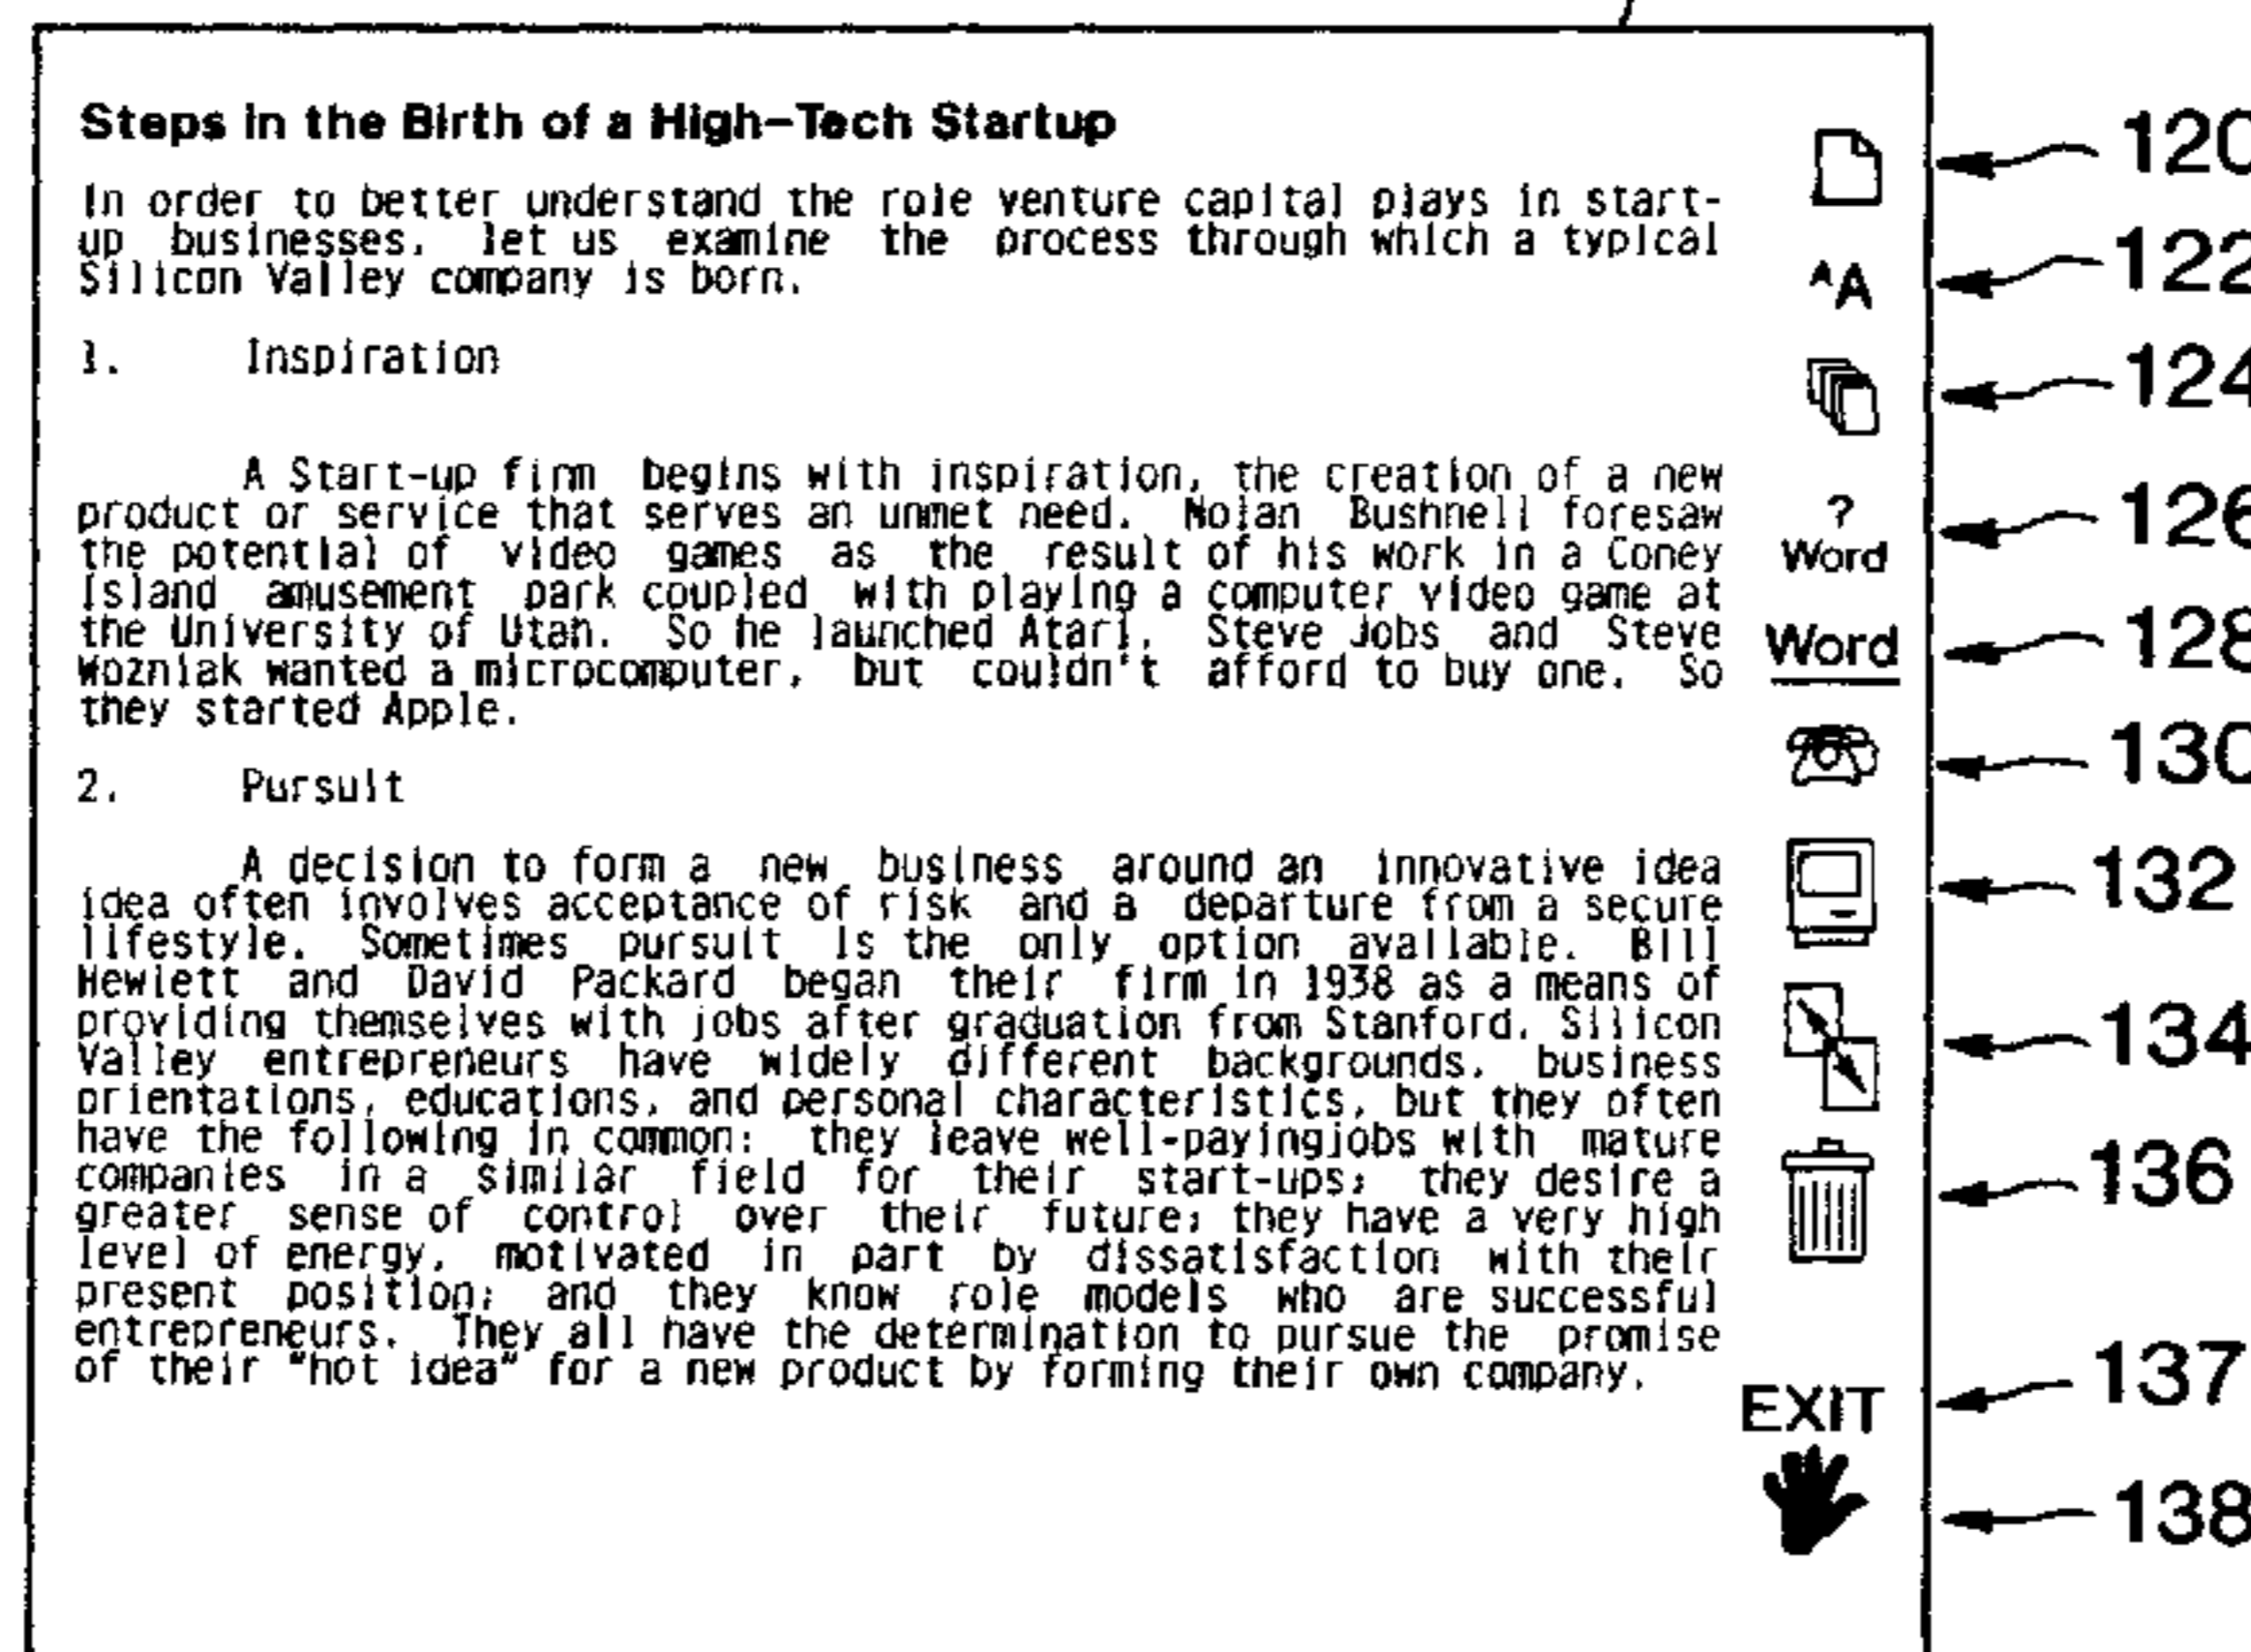 Steps in the Birth of a High-Tech Startup
In order to better understand the role venture capital plays in start-
up businesses, let us examine the process through which a typical
Silicon Valley company is born.
1. Inspiration
A Start-up firm begins with inspiration, the creation of a new
product or service that serves an unmet need. Nolan Bushnell foresaw
the potential of video games as the result of his work in a Coney
Island amusement park coupled with playing a computer video game at
the University of Utah. So he launched Atari. Steve Jobs and Steve
Wozniak wanted a microcomputer, but couldn't afford to buy one. So
they started Apple.
2. Pursuit
A decision to form a new business around an innovative idea
idea often involves acceptance of risk and a departure from a secure
lifestyle. Sometimes pursuit is the only option available. Bill
Hewlett and David Packard began their firm in 1938 as a means of
providing themselves with jobs after graduation from Stanford. Silicon
Valley entrepreneurs have widely different backgrounds, business
orientations, educations, and personal characteristics, but they often
have the following in common: they leave well-payingjobs with mature
companies in a similar field for their start-ups; they desire a
greater sense of control over their future; they have a very high
level of energy, motivated in part by dissatisfaction with their
present position; and they know role models who are successful
entrepreneurs. They all have the determination to pursue the promise
of their "hot idea" for a new product by forming their own company.
120
AA
122
124
?
Word
126
Word
128
130
132
134
136
EXIT
137
138